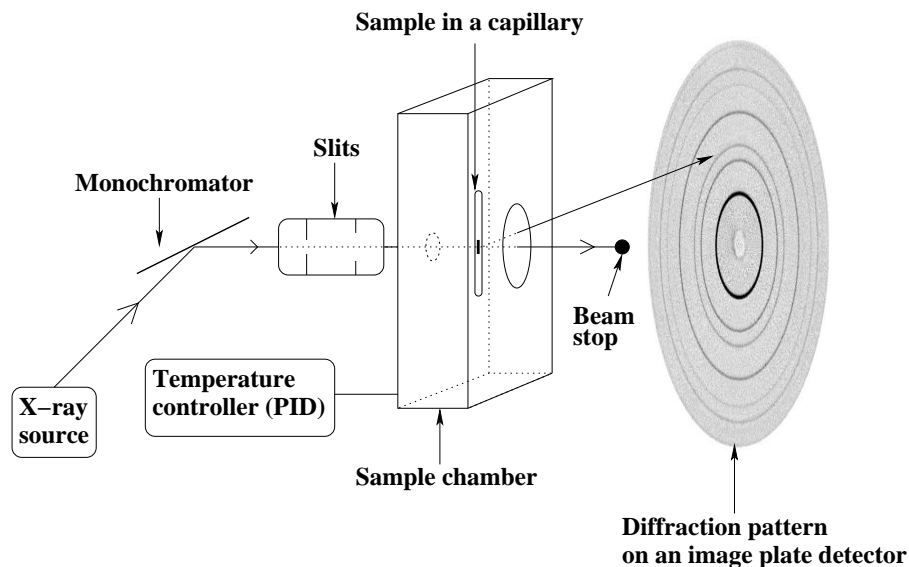 Sample in a capillary
Slits
Monochromator
Beam
stop
X−ray
source
Temperature
controller (PID)
Sample chamber
Diffraction pattern
on an image plate detector